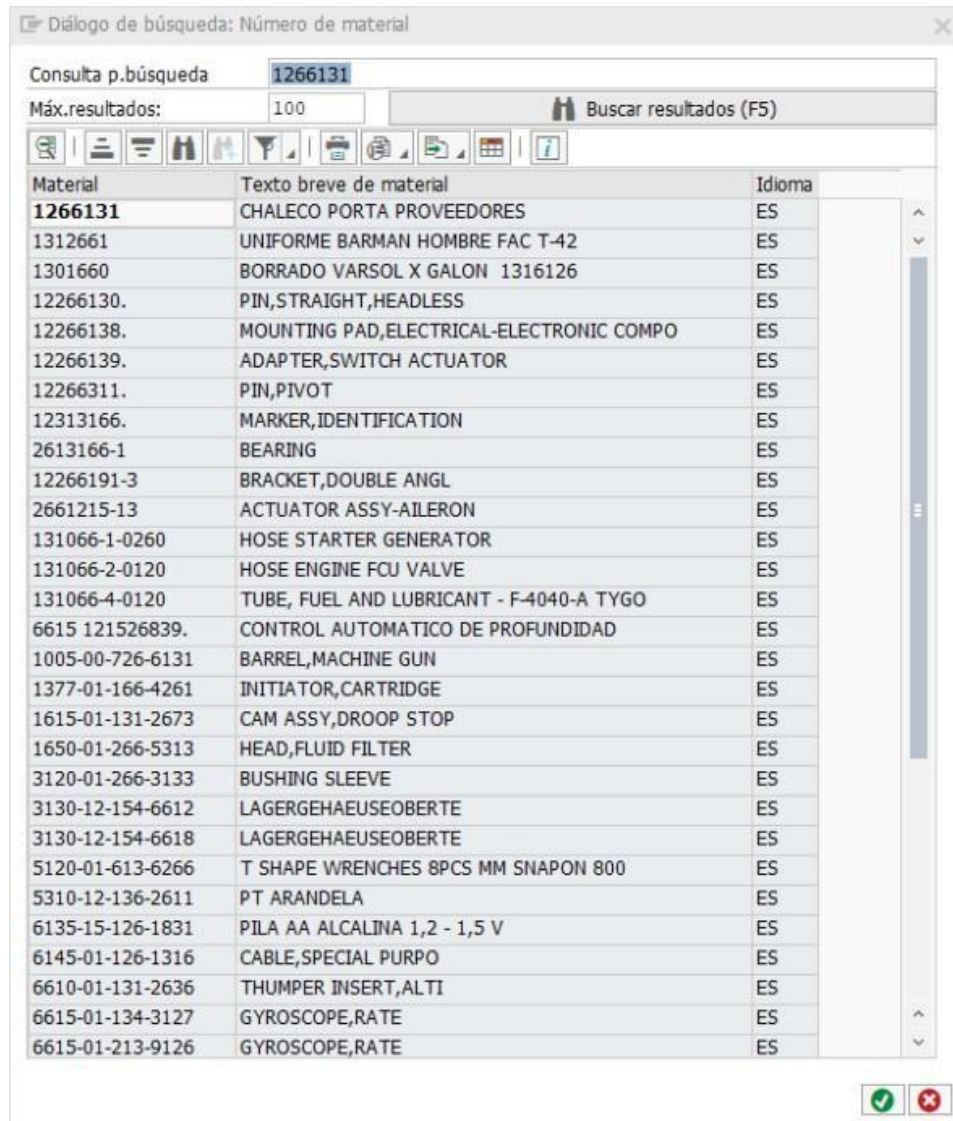 Diálogo de búsqueda: Número de material
Consulta p.búsqueda 1266131
Máx.resultados: 100 Buscar resultados (F5)
Material Texto breve de material Idioma
1266131 CHALECO PORTA PROVEEDORES ES
1312661 UNIFORME BARMAN HOMBRE FAC T-42 ES
1301660 BORRADO VARSOL X GALON 1316126 ES
12266130. PIN,STRAIGHT,HEADLESS ES
12266138. MOUNTING PAD,ELECTRICAL-ELECTRONIC COMPO ES
12266139. ADAPTER,SWITCH ACTUATOR ES
12266311. PIN,PIVOT ES
12313166. MARKER,IDENTIFICATION ES
2613166-1 BEARING ES
12266191-3 BRACKET,DOUBLE ANGL ES
2661215-13 ACTUATOR ASSY-AILERON ES
131066-1-0260 HOSE STARTER GENERATOR ES
131066-2-0120 HOSE ENGINE FCU VALVE ES
131066-4-0120 TUBE, FUEL AND LUBRICANT - F-4040-A TYGO ES
6615 121526839. CONTROL AUTOMATICO DE PROFUNDIDAD ES
1005-00-726-6131 BARREL,MACHINE GUN ES
1377-01-166-4261 INITIATOR,CARTRIDGE ES
1615-01-131-2673 CAM ASSY,DROOP STOP ES
1650-01-266-5313 HEAD,FLUID FILTER ES
3120-01-266-3133 BUSHING SLEEVE ES
3130-12-154-6612 LAGERGEHAEUSEOBERTE ES
3130-12-154-6618 LAGERGEHAEUSEOBERTE ES
5120-01-613-6266 T SHAPE WRENCHES 8PCS MM SNAPON 800 ES
5310-12-136-2611 PT ARANDELA ES
6135-15-126-1831 PILA AA ALCALINA 1,2 - 1,5 V ES
6145-01-126-1316 CABLE,SPECIAL PURPO ES
6610-01-131-2636 THUMPER INSERT,ALTI ES
6615-01-134-3127 GYROSCOPE,RATE ES
6615-01-213-9126 GYROSCOPE,RATE ES